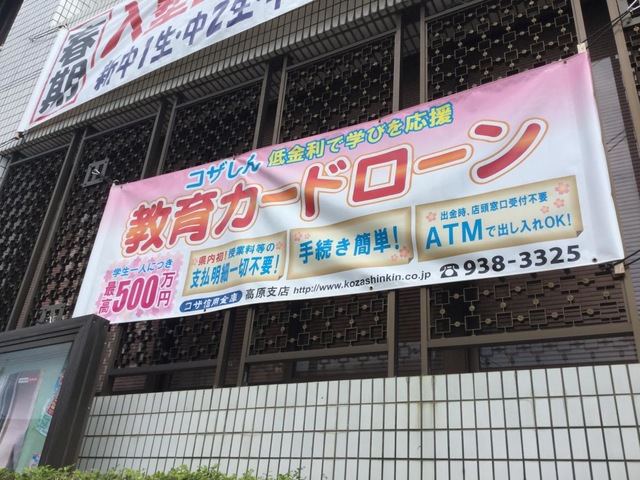 春期
新中1生・中2生・
コザしん 低金利で学びを応援
教育カードローン
学生一人につき
最高500万円
県内初!授業料等の
支払明細一切不要!
手続き簡単!
出金時、店頭窓口受付不要
ATMで出し入れOK!
コザ信用金庫 高原支店 http://www.kozashinkin.co.jp ☎938-3325